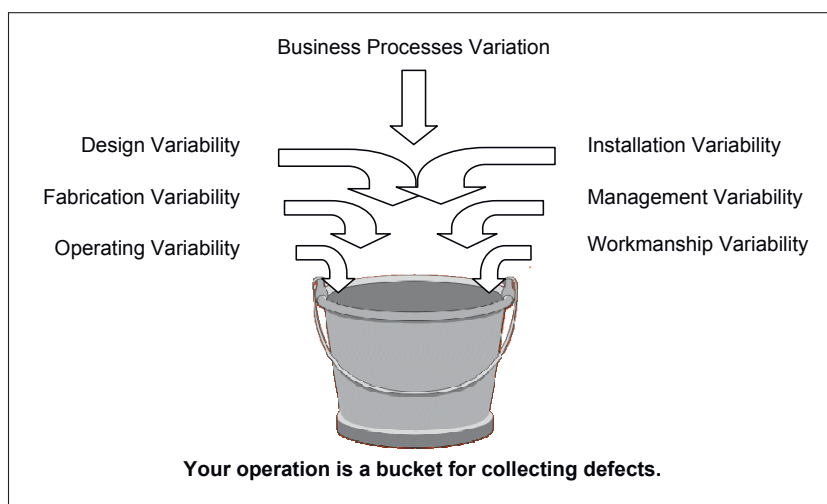 Business Processes Variation
Design Variability
Installation Variability
Fabrication Variability
Management Variability
Operating Variability
Workmanship Variability
Your operation is a bucket for collecting defects.